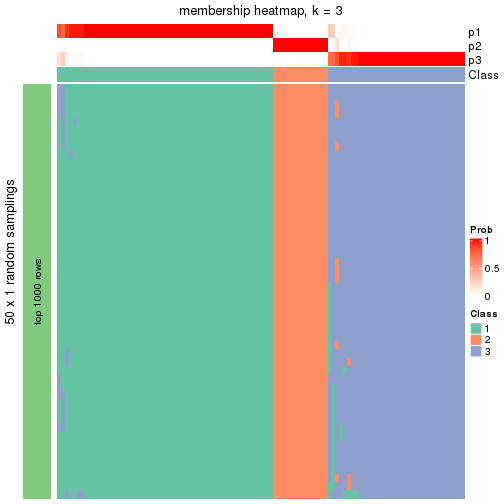 membership heatmap, k = 3
p1
p2
p3
Class
50 x 1 random samplings
top 1000 rows
Prob
1
0.5
0
Class
1
2
3